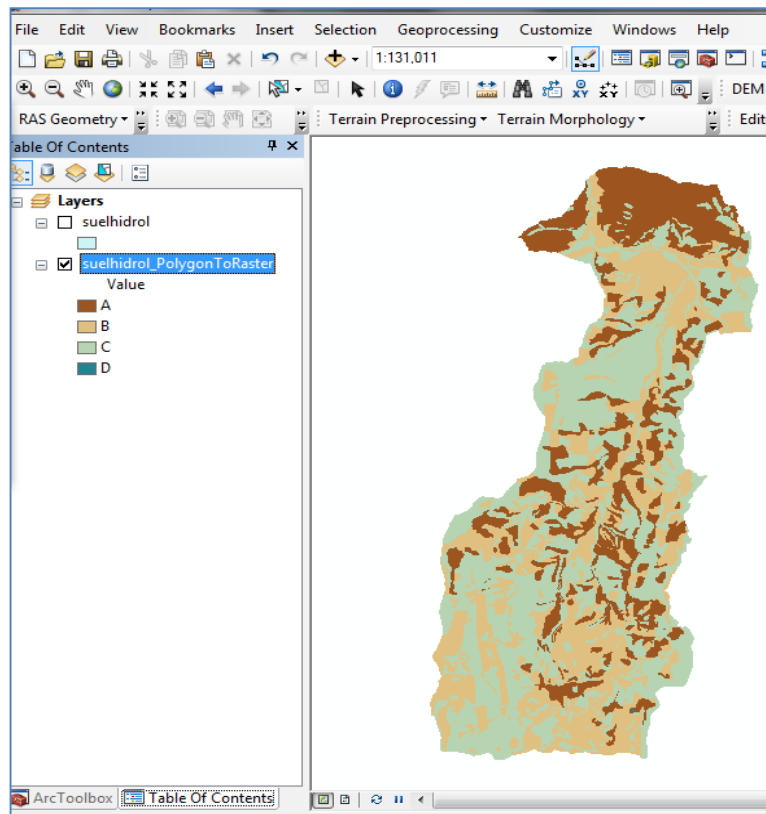 File Edit View Bookmarks Insert Selection Geoprocessing Customize Windows Help
1:131,011
DEM
RAS Geometry Terrain Preprocessing Terrain Morphology Edit
Table Of Contents
Layers
suelhidrol
suelhidrol_PolygonToRaster
Value
A
B
C
D
ArcToolbox Table Of Contents